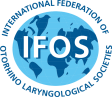 INTERNATIONAL FEDERATION OF
IFOS
OTORHINO LARYNGOLOGICAL SOCIETIES